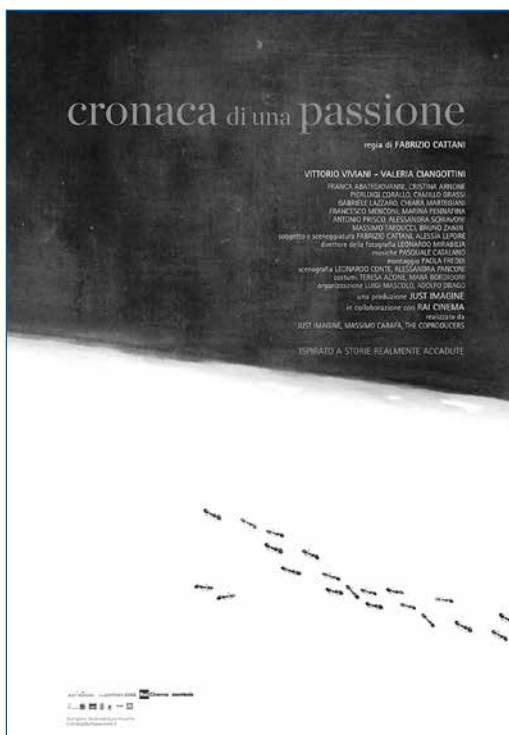 cronaca di una passione
regia di FABRIZIO CATTANI
VITTORIO VIVIANI – VALERIA CIANGOTTINI
FRANCA ABATEGIOVANNI, CRISTINA ARNONE
PIERLUIGI CORALLO, CAMILLO GRASSI
GABRIELE LAZZARO, CHIARA MARTEGIANI
FRANCESCO MENCONI, MARINA PENNAFINA
ANTONIO PRISCO, ALESSANDRA SCHIAVONI
MASSIMO TARDUCCI, BRUNO ZANIN
soggetto e sceneggiatura FABRIZIO CATTANI, ALESSIA LEPORE
direttore della fotografia LEONARDO MIRABILIA
musiche PASQUALE CATALANO
montaggio PAOLA FREDDI
scenografia LEONARDO CONTE, ALESSANDRA PANCONI
costumi TERESA ACONE, MARA BORDIGONI
organizzazione LUIGI MASCOLO, ADOLFO DRAGO
una produzione JUST IMAGINE
in collaborazione con RAI CINEMA
realizzato da
JUST IMAGINE, MASSIMO CARAFA, THE COPRODUCERS
ISPIRATO A STORIE REALMENTE ACCADUTE
Rai Cinema